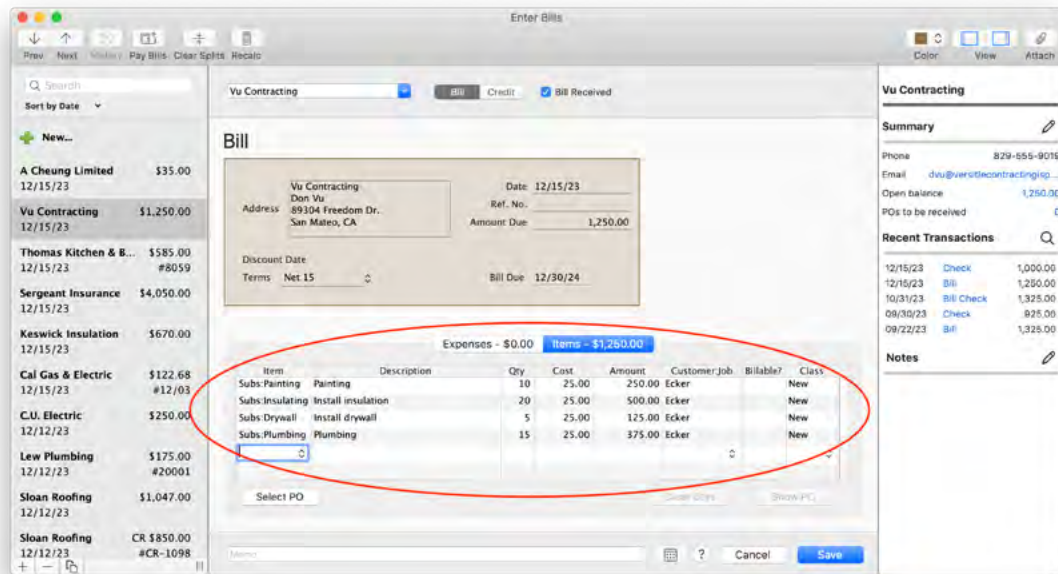 Enter Bills
Prev Next History Pay Bills Clear Splits Recalc Color View Attach
Search
Sort by Date
New...
A Cheung Limited $35.00
12/15/23
Vu Contracting $1,250.00
12/15/23
Thomas Kitchen & B... $585.00
12/15/23 #8059
Sergeant Insurance $4,050.00
12/15/23
Keswick Insulation $670.00
12/15/23
Cal Gas & Electric $122.68
12/15/23 #12/03
C.U. Electric $250.00
12/12/23
Lew Plumbing $175.00
12/12/23 #20001
Sloan Roofing $1,047.00
12/12/23
Sloan Roofing CR $850.00
12/12/23 #CR-1098
Vu Contracting Bill Credit Bill Received
Bill
Address Vu Contracting
Don Vu
89304 Freedom Dr.
San Mateo, CA
Date 12/15/23
Ref. No.
Amount Due 1,250.00
Discount Date
Terms Net 15 Bill Due 12/30/24
Expenses - $0.00 Items - $1,250.00
Item Description Qty Cost Amount Customer:Job Billable? Class
Subs:Painting Painting 10 25.00 250.00 Ecker New
Subs:Insulating Install insulation 20 25.00 500.00 Ecker New
Subs:Drywall Install drywall 5 25.00 125.00 Ecker New
Subs:Plumbing Plumbing 15 25.00 375.00 Ecker New
Select PO Clear Qtys Show PO
Memo ? Cancel Save
Vu Contracting
Summary
Phone 829-555-9019
Email dvu@versitlecontractingisp...
Open balance 1,250.00
POs to be received 0
Recent Transactions
12/15/23 Check 1,000.00
12/15/23 Bill 1,250.00
10/31/23 Bill Check 1,325.00
09/30/23 Check 925.00
09/22/23 Bill 1,325.00
Notes